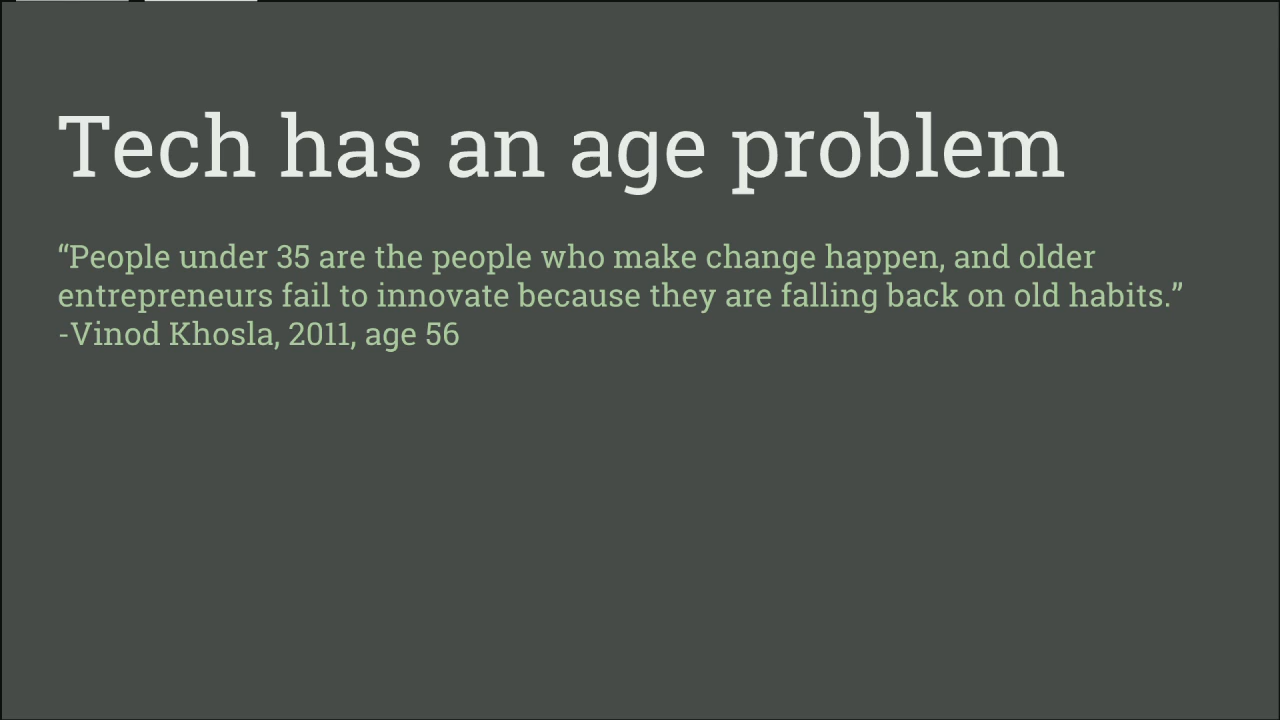 Tech has an age problem
“People under 35 are the people who make change happen, and older
entrepreneurs fail to innovate because they are falling back on old habits.”
-Vinod Khosla, 2011, age 56